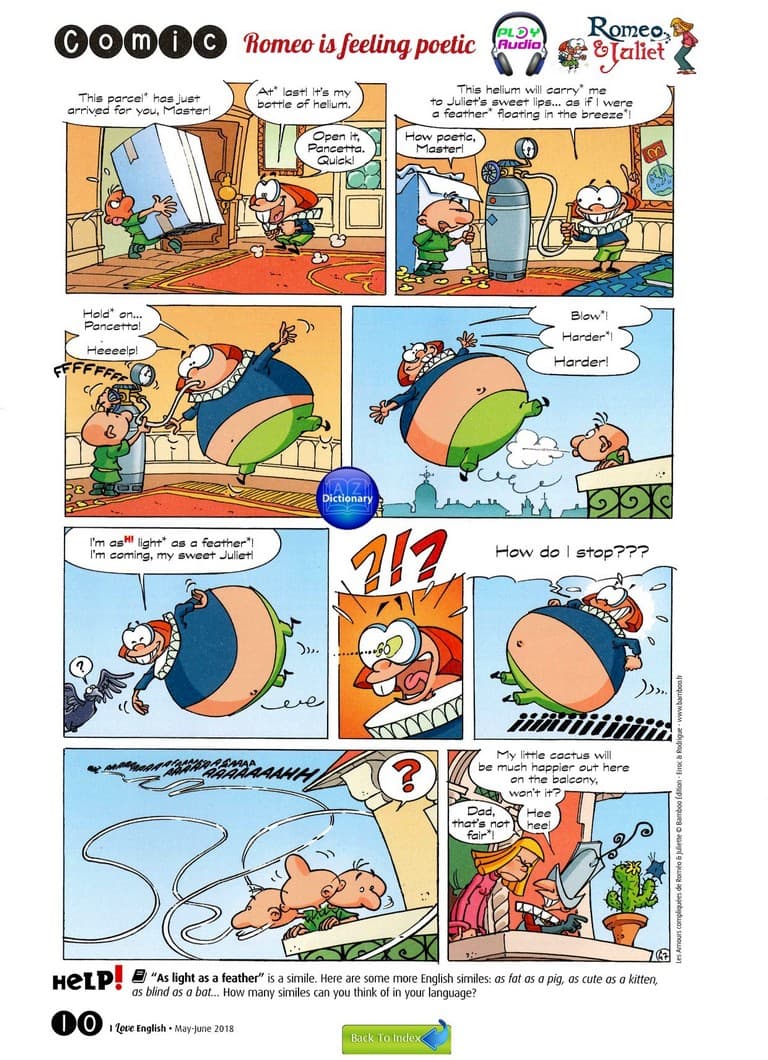 Comic
Romeo is feeling poetic
PLAY
Audio
Romeo
& Juliet
This parcel* has just
arrived for you, Master!
At* last! It's my
bottle of helium.
Open it,
Pancetta.
Quick!
This helium will carry* me
to Juliet's sweet lips... as if I were
a feather* floating in the breeze*!
How poetic,
Master!
Hold* on...
Pancetta!
Heeeelp!
FFFFFFFF
Blow*!
Harder*!
Harder!
A Z
Dictionary
I'm as H! light* as a feather*!
I'm coming, my sweet Juliet!
?
?!?
How do I stop???
?
My little cactus will
be much happier out here
on the balcony,
won't it?
Dad,
that's not
fair*!
Hee
hee!
47
Les Amours compliquées de Roméo & Juliette © Bamboo Édition - Erroc & Rodrigue - www.bamboo.fr
HELP! "As light as a feather" is a simile. Here are some more English similes: as fat as a pig, as cute as a kitten,
as blind as a bat... How many similes can you think of in your language?
10 I Love English • May-June 2018
Back To Index